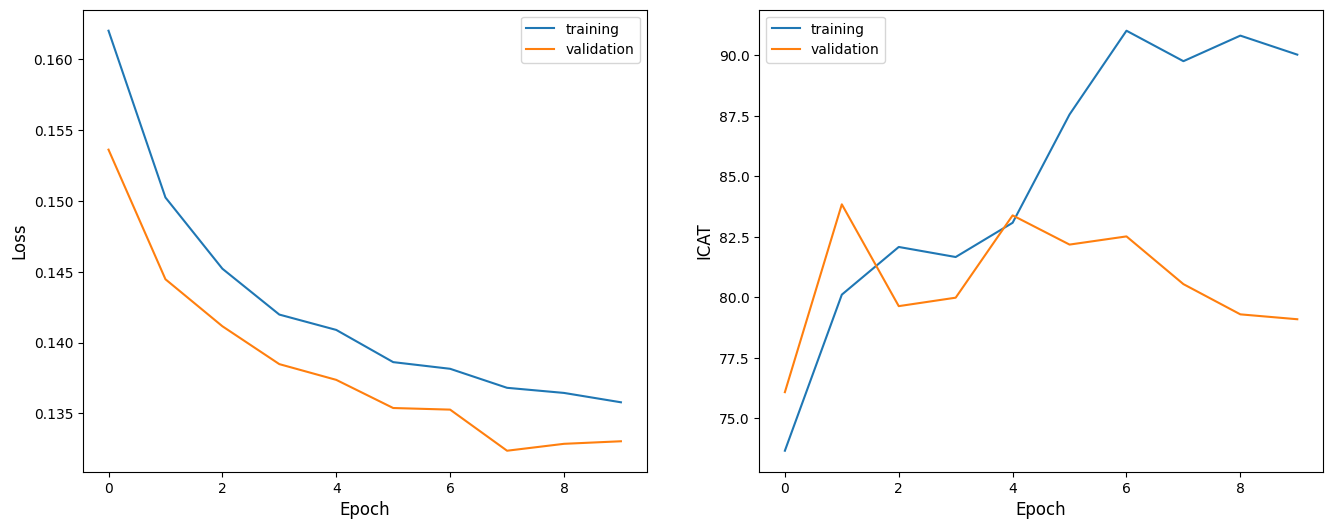 training
validation
0.160
0.155
0.150
0.145
0.140
0.135
Loss
0 2 4 6 8
Epoch
training
validation
90.0
87.5
85.0
82.5
80.0
77.5
75.0
ICAT
0 2 4 6 8
Epoch